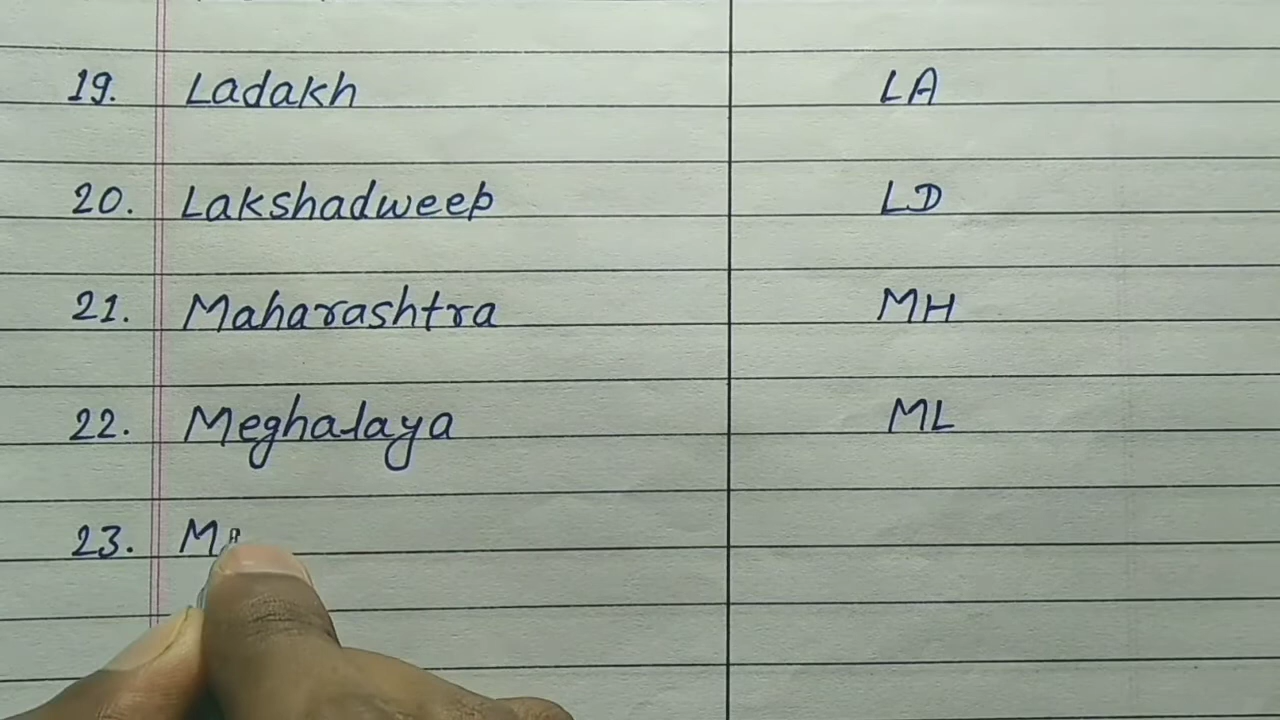 19. Ladakh LA
20. Lakshadweep LD
21. Maharashtra MH
22. Meghalaya ML
23. M